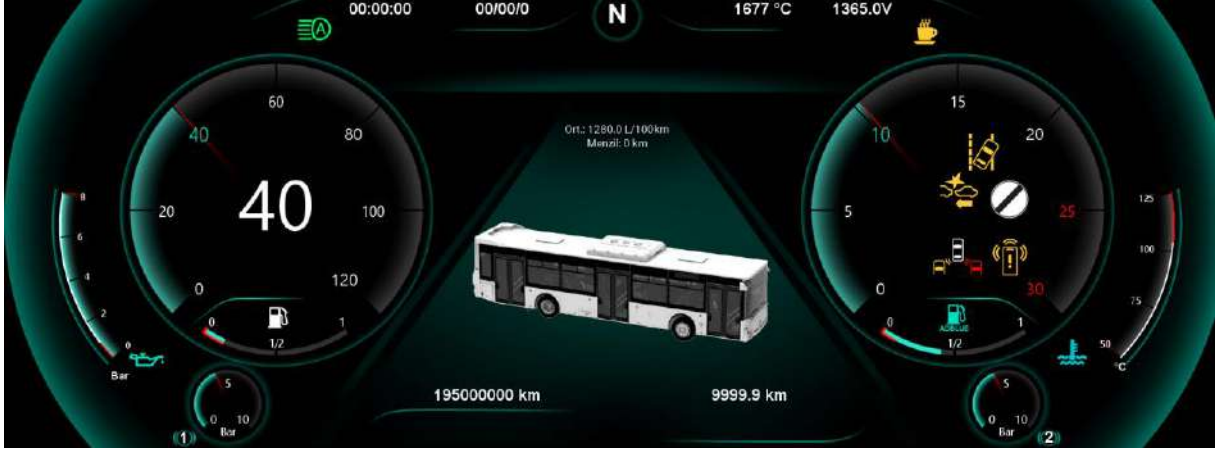 00:00:00 00/00/0 N 1677 °C 1365.0V
A
Ort.: 1280.0 L/100km
Menzil: 0 km
0 20 40 60 80 100 120
40
0 5 10 15 20 25 30
8
6
4
2
0
Bar
125
100
75
50
°C
0 1/2 1
0 1/2 1
ADBLUE
195000000 km 9999.9 km
0 5 10
Bar
(1)
0 5 10
Bar
(2)